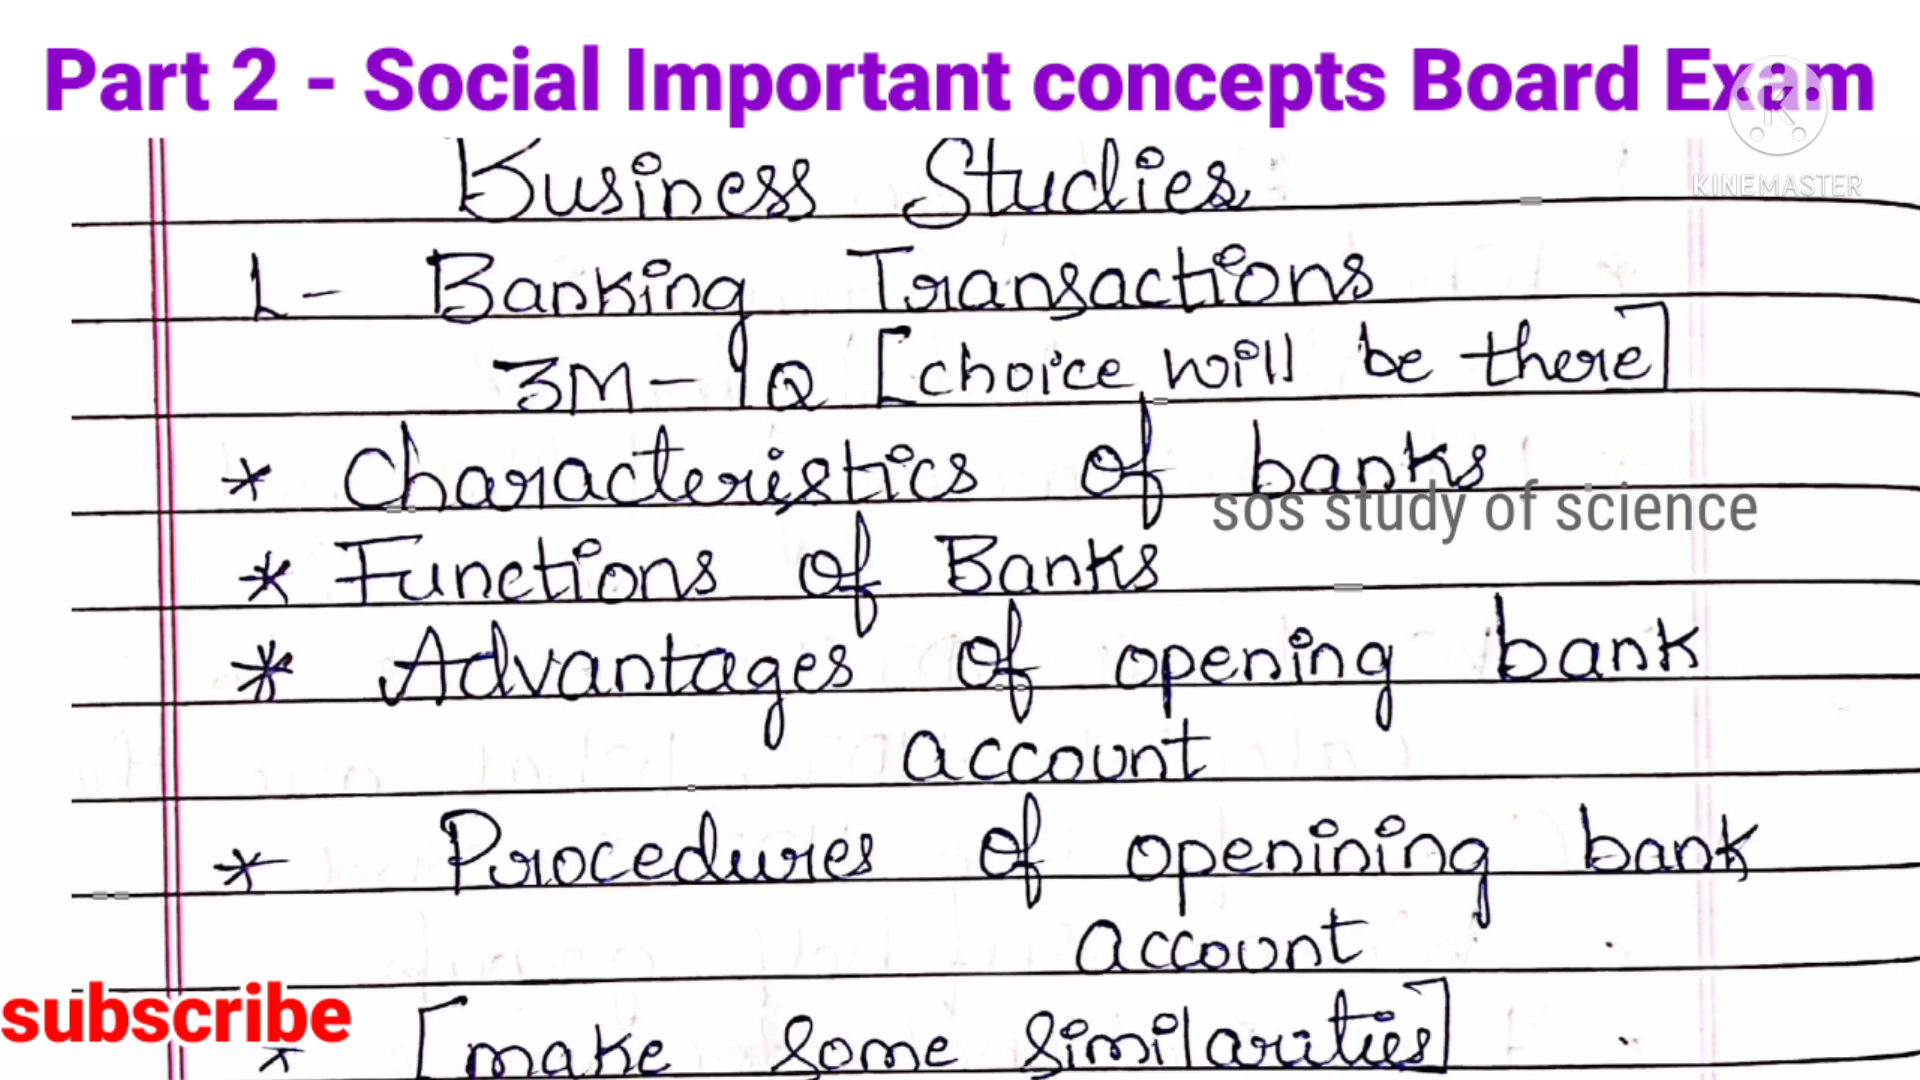 Part 2 - Social Important concepts Board Exam
K
KINEMASTER
Business Studies
1- Banking Transactions
3M- 1Q [choice will be there]
* Characteristics of banks
sos study of science
* Functions of Banks
* Advantages of opening bank
account
* Procedures of openining bank
account
subscribe
* [make some similarities]